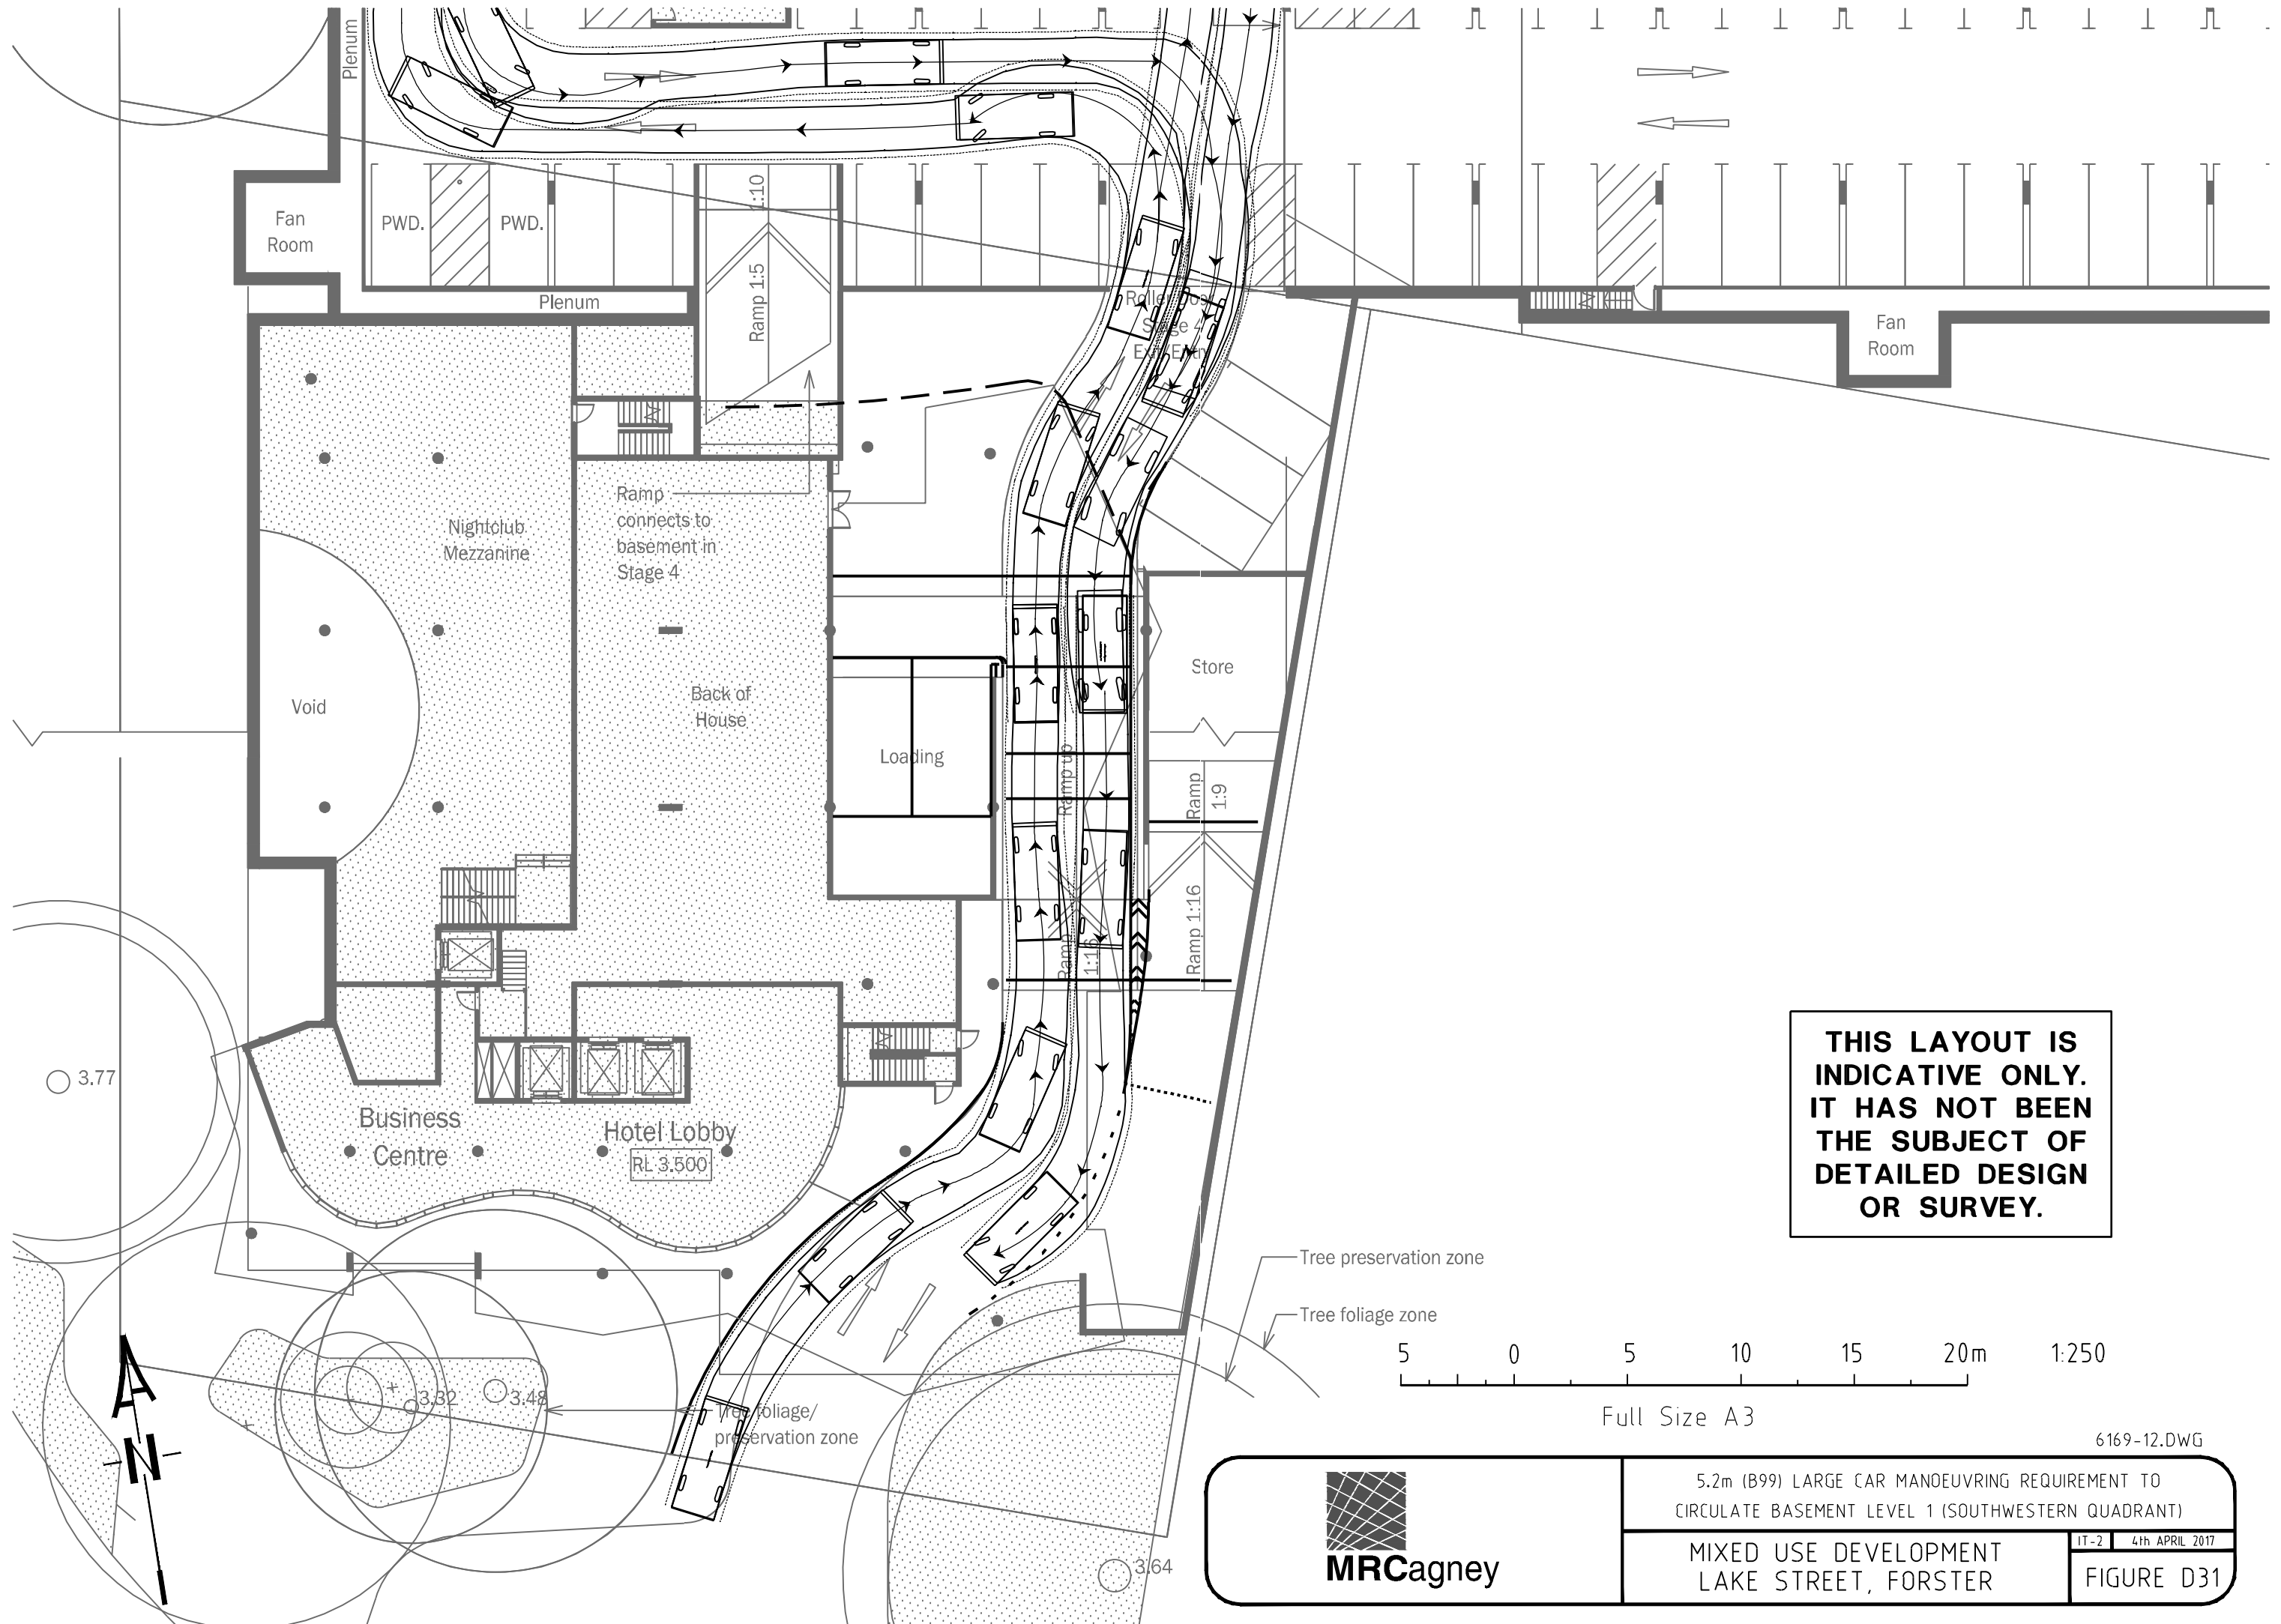 Plenum
Fan
Room
PWD.
PWD.
1:10
Ramp 1:5
Plenum
Roller Door
Stage 4
Exit Entry
Fan
Room
Ramp
connects to
basement in
Stage 4
Nightclub
Mezzanine
Void
Back of
House
Loading
Store
Ramp up
Ramp
1:9
Ramp
1:16
Ramp 1:16
3.77
Business
Centre
Hotel Lobby
RL 3.500
THIS LAYOUT IS
INDICATIVE ONLY.
IT HAS NOT BEEN
THE SUBJECT OF
DETAILED DESIGN
OR SURVEY.
Tree preservation zone
Tree foliage zone
3.32
3.48
Tree foliage/
preservation zone
3.64
N
5 0 5 10 15 20m 1:250
Full Size A3
6169-12.DWG
MRCagney
5.2m (B99) LARGE CAR MANOEUVRING REQUIREMENT TO
CIRCULATE BASEMENT LEVEL 1 (SOUTHWESTERN QUADRANT)
MIXED USE DEVELOPMENT
LAKE STREET, FORSTER
IT-2 4th APRIL 2017
FIGURE D31